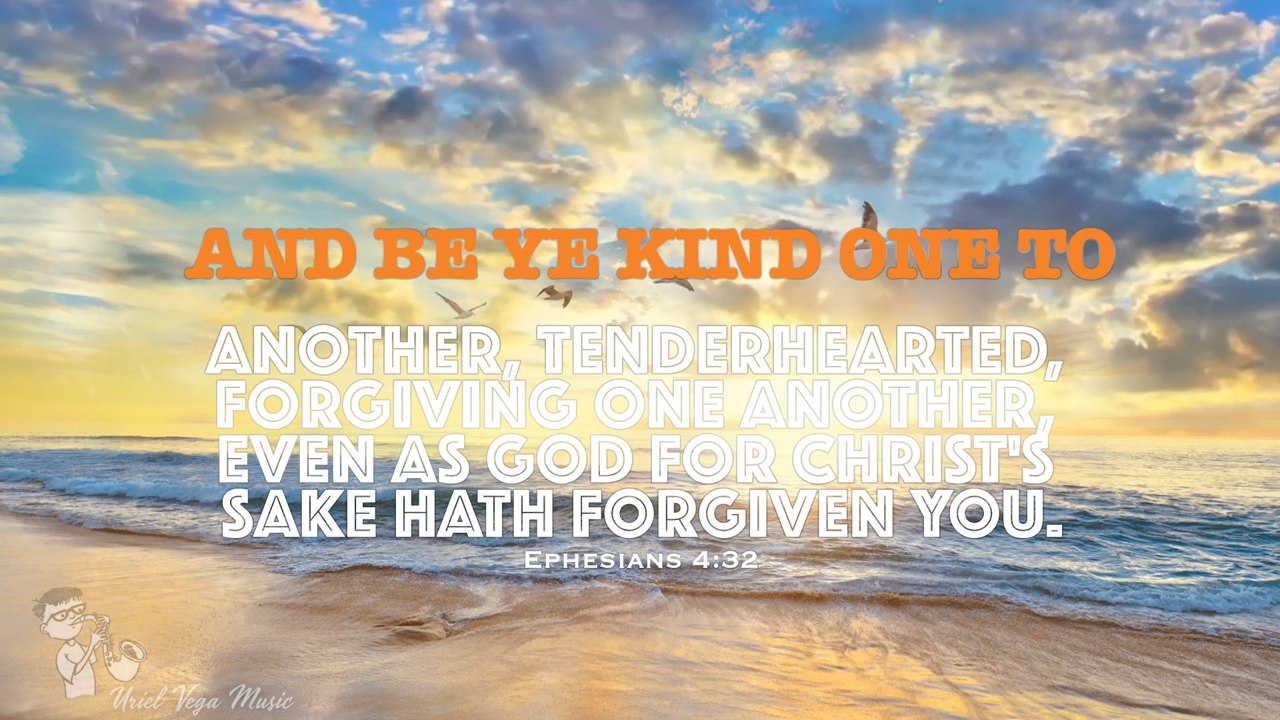 AND BE YE KIND ONE TO
ANOTHER, TENDERHEARTED,
FORGIVING ONE ANOTHER,
EVEN AS GOD FOR CHRIST'S
SAKE HATH FORGIVEN YOU.
Ephesians 4:32
Uriel Vega Music